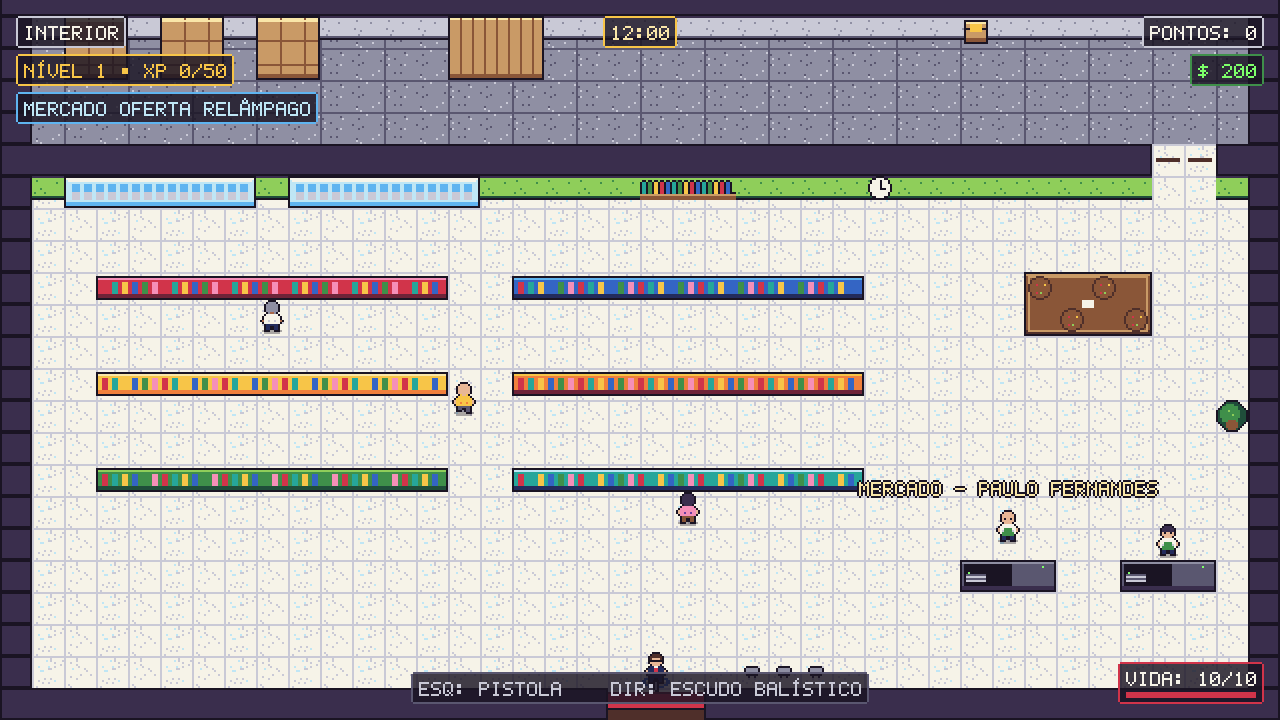 INTERIOR
12:00
PONTOS: 0
NÍVEL 1 ▪ XP 0/50
$ 200
MERCADO OFERTA RELÂMPAGO
MERCADO — PAULO FERNANDES
ESQ: PISTOLA DIR: ESCUDO BALÍSTICO
VIDA: 10/10